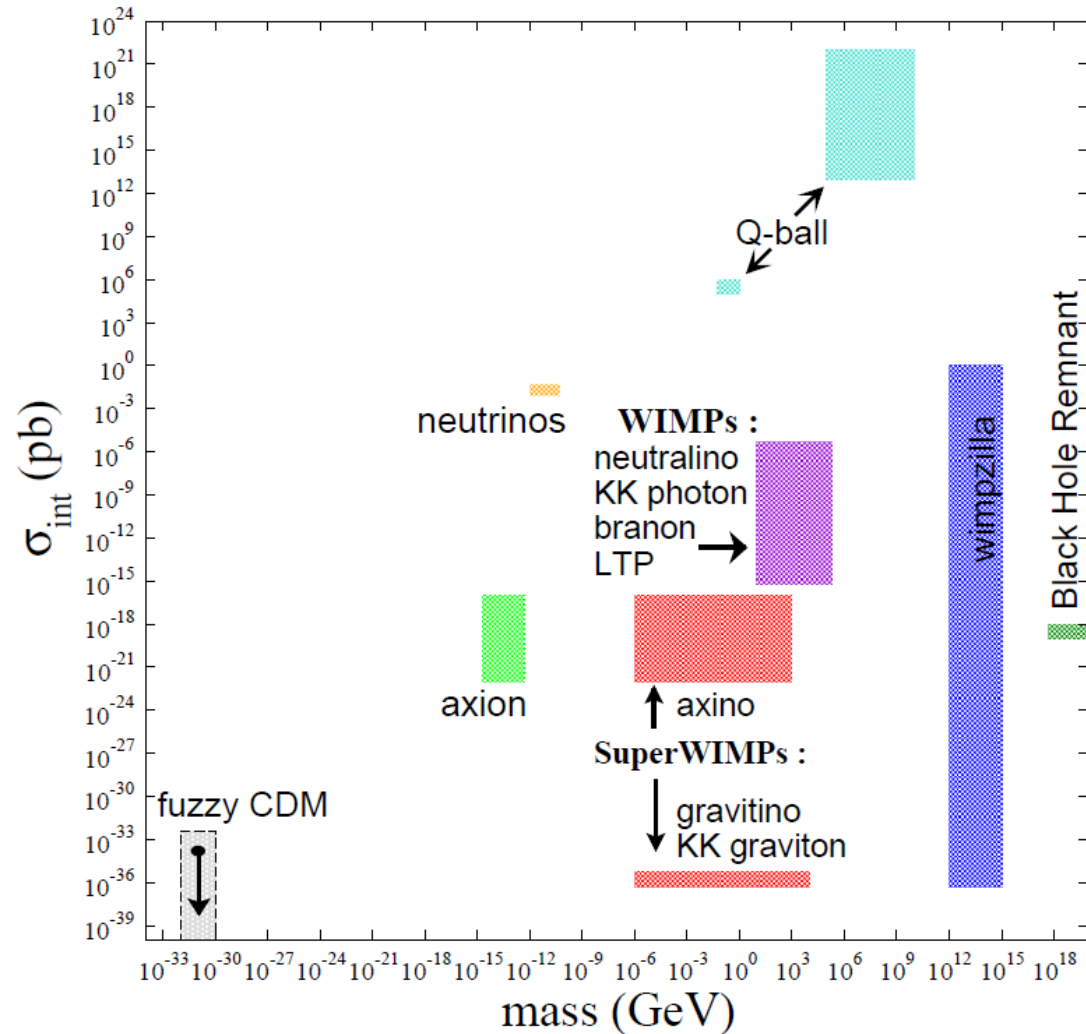 10^24
10^21
10^18
10^15
10^12
10^9
10^6
10^3
10^0
10^-3
10^-6
10^-9
10^-12
10^-15
10^-18
10^-21
10^-24
10^-27
10^-30
10^-33
10^-36
10^-39
σ_int (pb)
Q-ball
neutrinos
WIMPs :
neutralino
KK photon
branon
LTP
wimpzilla
Black Hole Remnant
axion
axino
SuperWIMPs :
fuzzy CDM
gravitino
KK graviton
10^-33 10^-30 10^-27 10^-24 10^-21 10^-18 10^-15 10^-12 10^-9 10^-6 10^-3 10^0 10^3 10^6 10^9 10^12 10^15 10^18
mass (GeV)